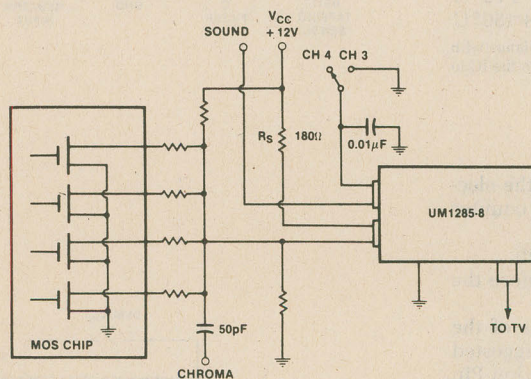 VCC
+12V
SOUND
CH 4 CH 3
RS 180Ω
0.01μF
UM1285-8
50pF
MOS CHIP
TO TV
CHROMA